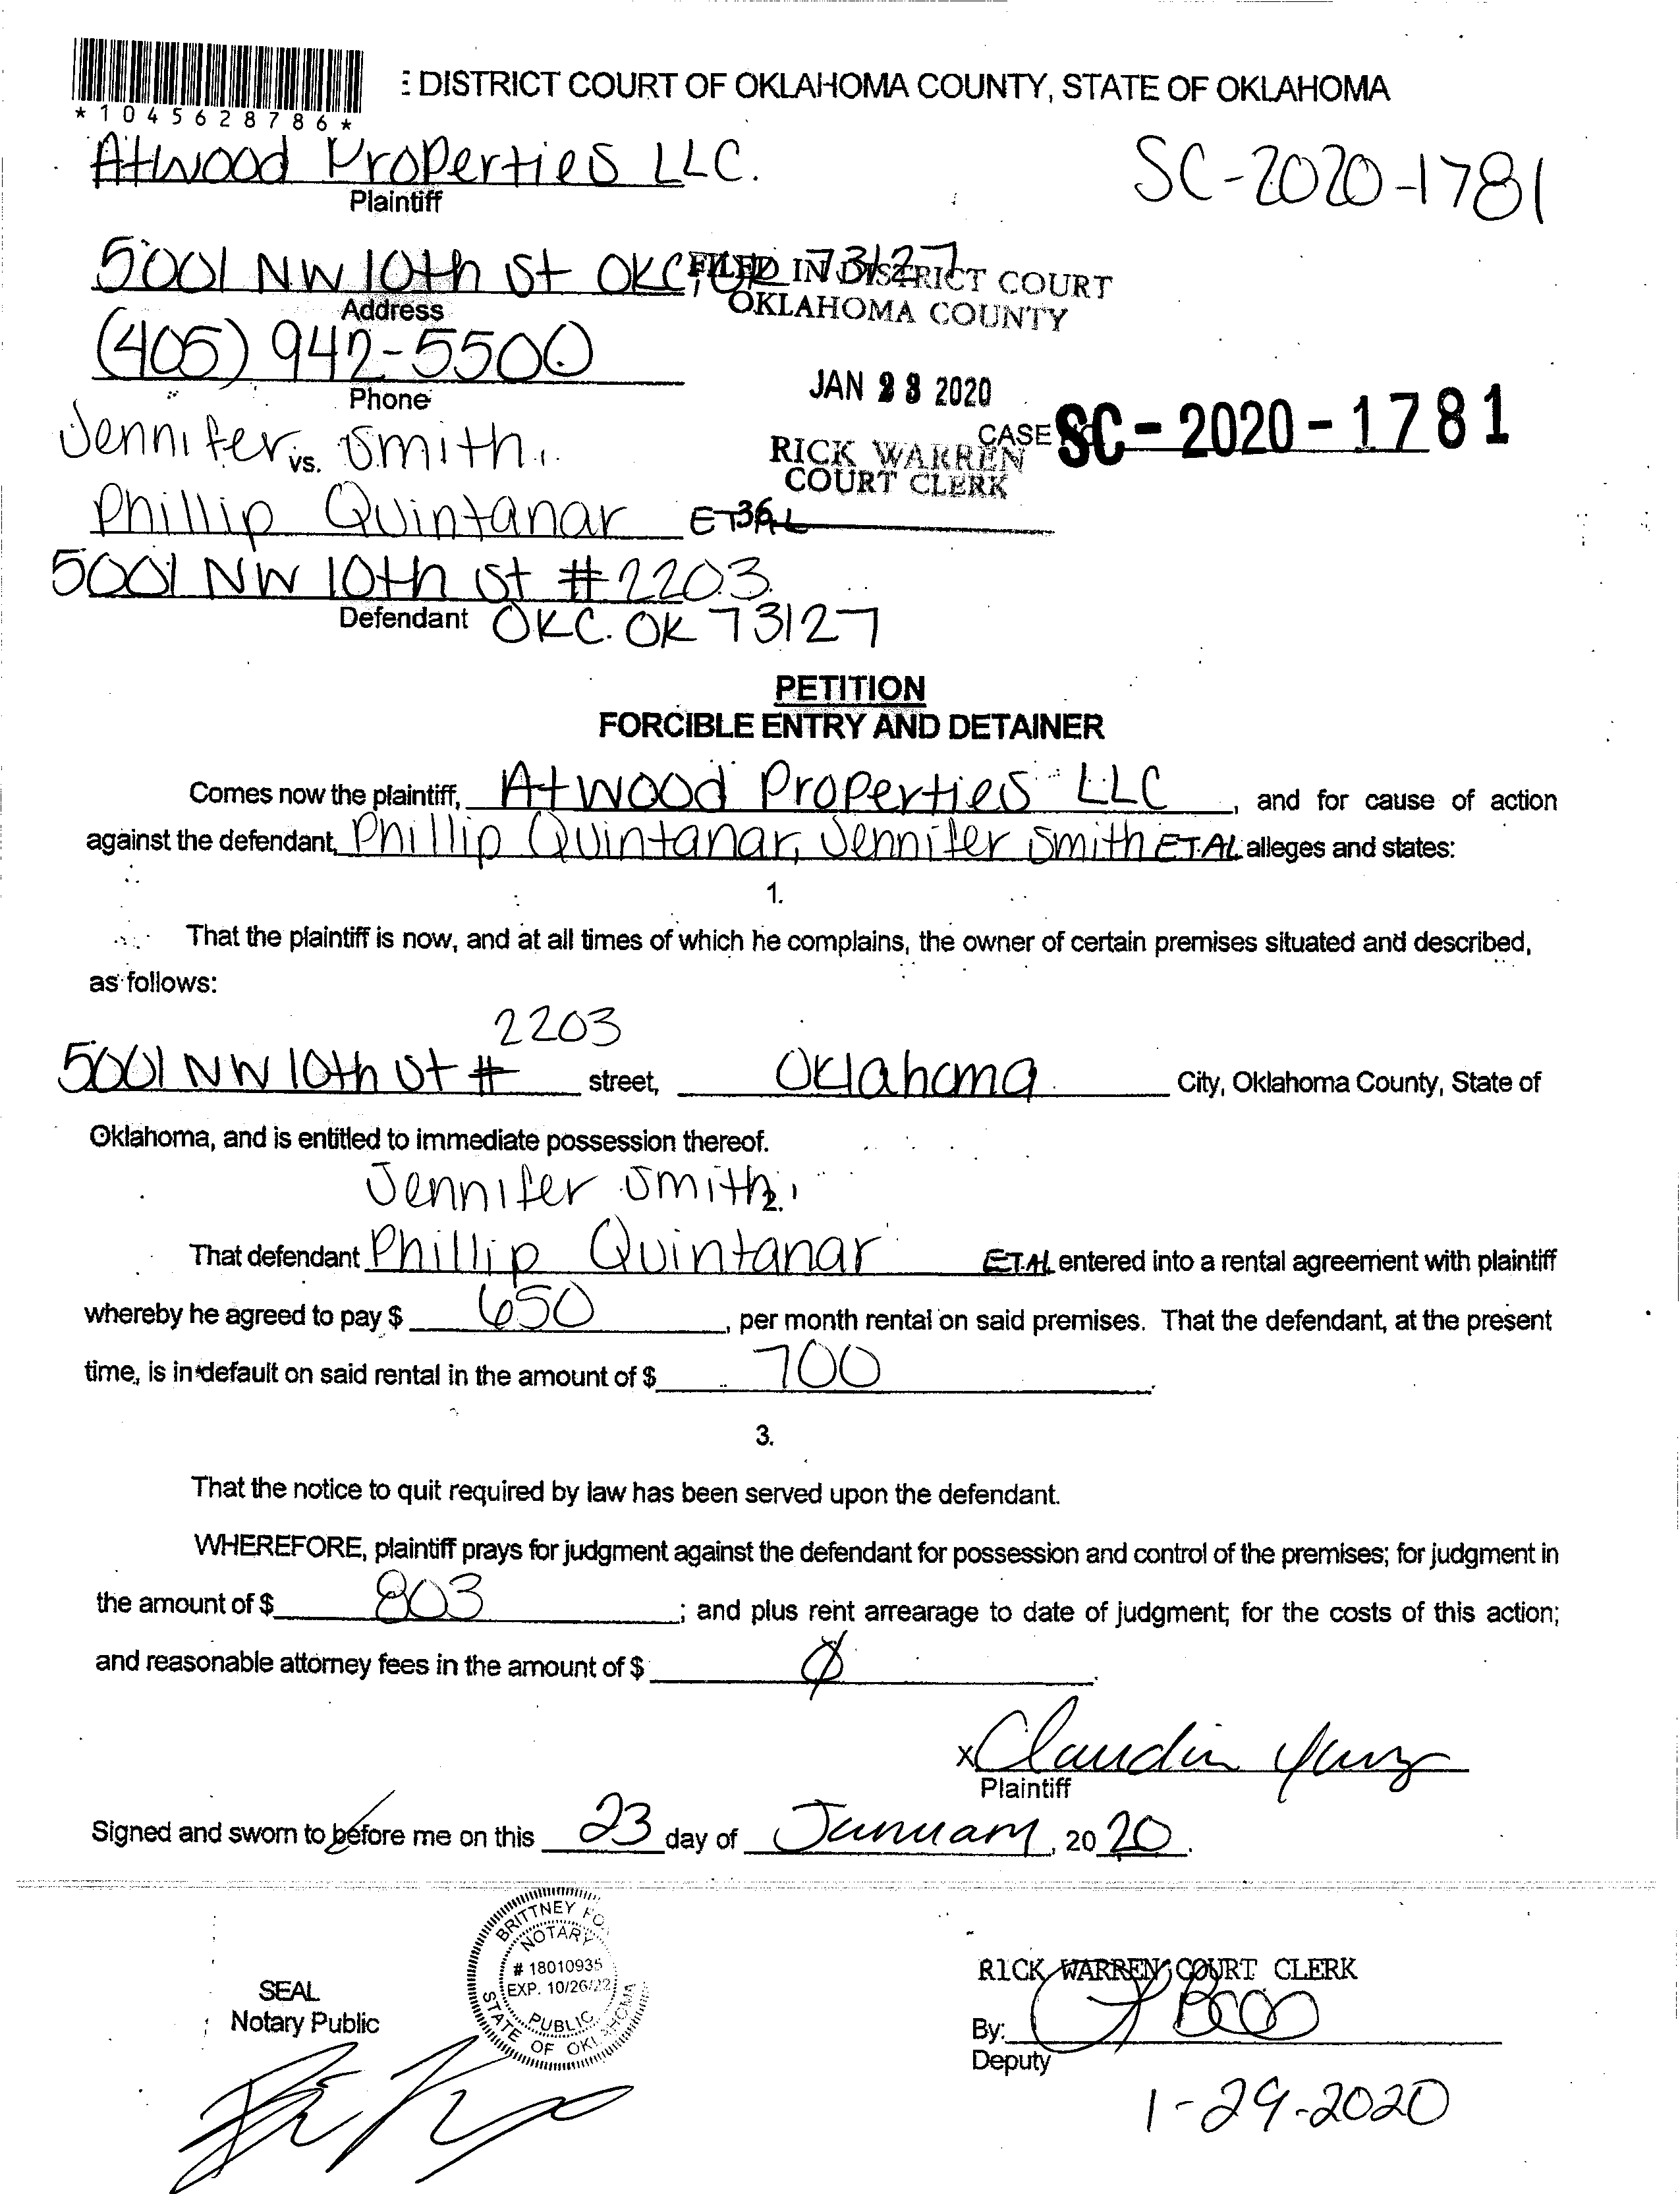 : DISTRICT COURT OF OKLAHOMA COUNTY, STATE OF OKLAHOMA
*1045628786*
Atwood Properties LLC.
Plaintiff
SC-2020-1781
5001 NW 10th St OKC, OK 73127
Address
FILED IN DISTRICT COURT
OKLAHOMA COUNTY
(405) 942-5500
Phone
JAN 23 2020
CASE SC-2020-1781
RICK WARREN
COURT CLERK
Jennifer Smith,
vs.
Phillip Quintanar ET AL
36
5001 NW 10th St #2203
Defendant OKC. OK 73127
PETITION
FORCIBLE ENTRY AND DETAINER
Comes now the plaintiff, Atwood Properties LLC, and for cause of action
against the defendant, Phillip Quintanar, Jennifer Smith ET.AL alleges and states:
1.
That the plaintiff is now, and at all times of which he complains, the owner of certain premises situated and described,
as follows:
2203
5001 NW 10th St # street, Oklahoma City, Oklahoma County, State of
Oklahoma, and is entitled to immediate possession thereof.
Jennifer Smith,
2.
That defendant Phillip Quintanar ET.AL entered into a rental agreement with plaintiff
whereby he agreed to pay $ 650, per month rental on said premises. That the defendant, at the present
time, is in default on said rental in the amount of $ 700.
3.
That the notice to quit required by law has been served upon the defendant.
WHEREFORE, plaintiff prays for judgment against the defendant for possession and control of the premises; for judgment in
the amount of $ 803; and plus rent arrearage to date of judgment; for the costs of this action;
and reasonable attorney fees in the amount of $ Ø.
x Claudia
Plaintiff
Signed and sworn to before me on this 23 day of January, 2020.
BRITTNEY FO
NOTARY
# 18010935
EXP. 10/26/22
PUBLIC
STATE OF OKLAHOMA
SEAL
Notary Public
RICK WARREN, COURT CLERK
By:
Deputy
1-29-2020